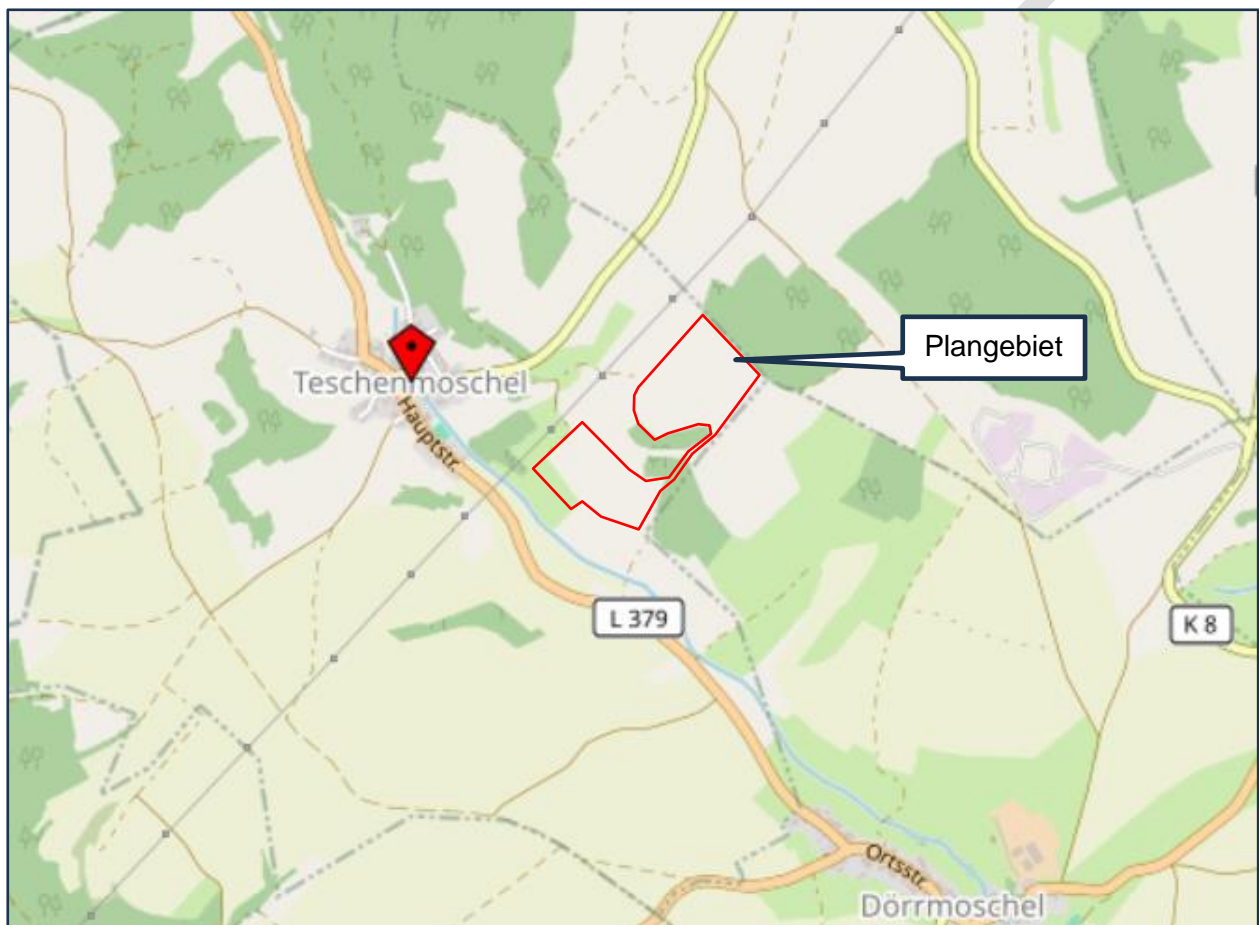 Plangebiet
Teschenmoschel
Hauptstr.
L 379
K 8
Ortsstr.
Dörrmoschel